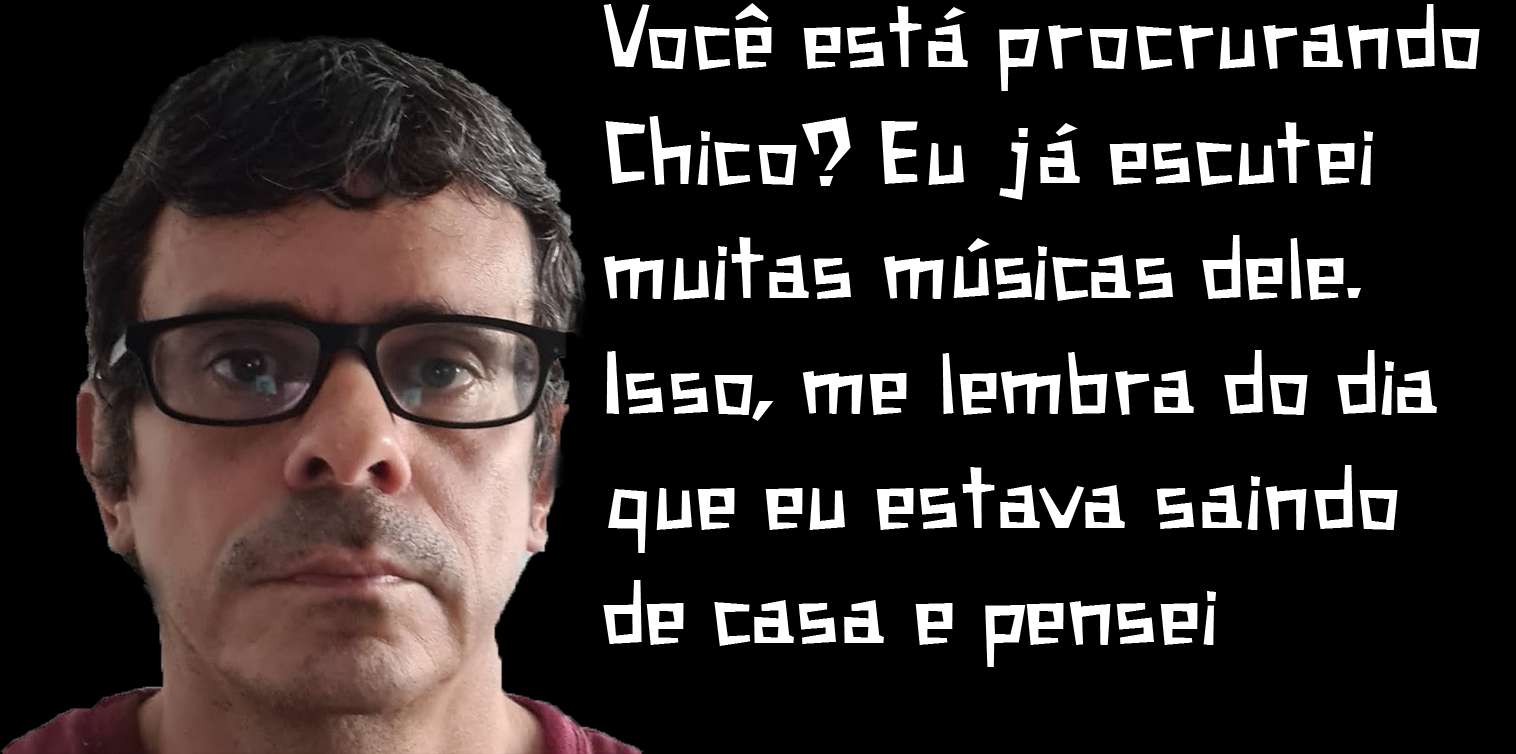 Você está procrurando
Chico? Eu já escutei
muitas músicas dele.
Isso, me lembra do dia
que eu estava saindo
de casa e pensei